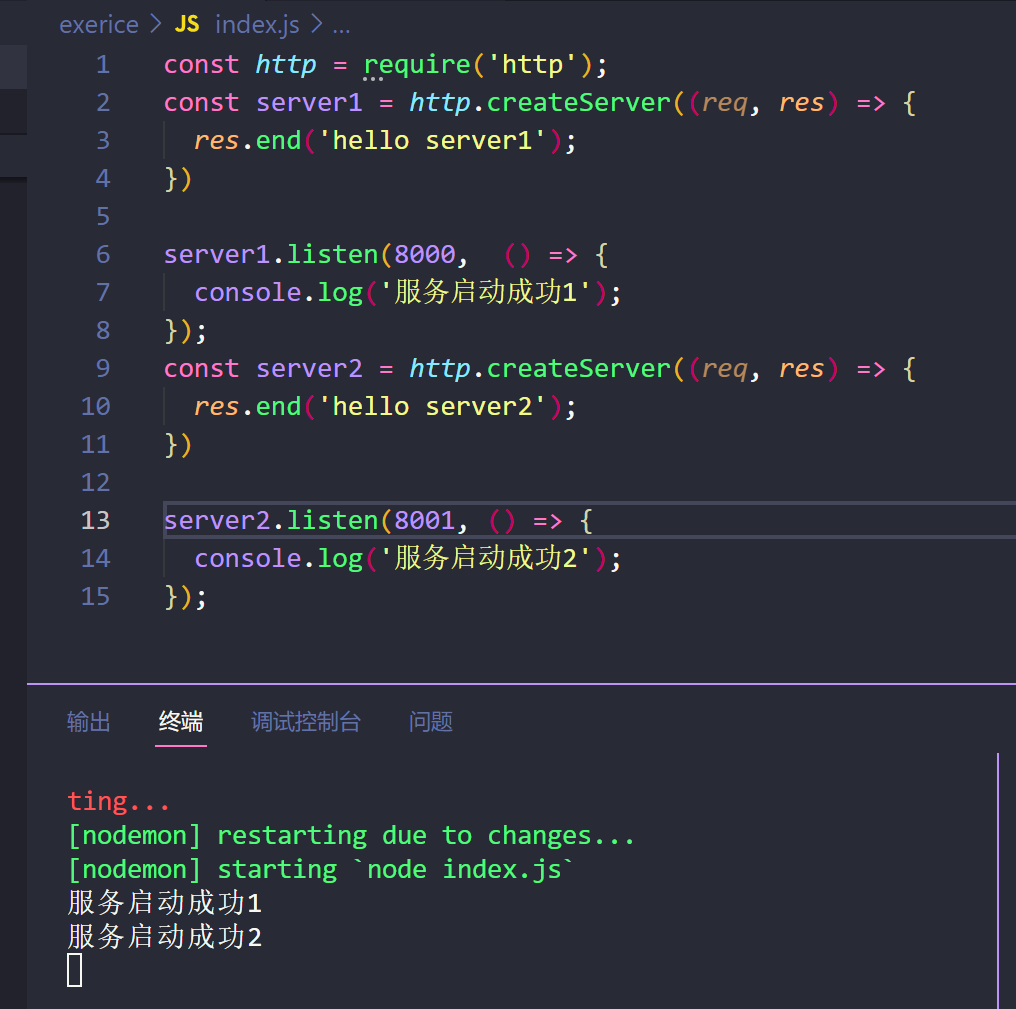 exerice > JS index.js > ...
1 const http = require('http');
2 const server1 = http.createServer((req, res) => {
3   res.end('hello server1');
4 })
5
6 server1.listen(8000,  () => {
7   console.log('服务启动成功1');
8 });
9 const server2 = http.createServer((req, res) => {
10   res.end('hello server2');
11 })
12
13 server2.listen(8001, () => {
14   console.log('服务启动成功2');
15 });
输出 终端 调试控制台 问题
ting...
[nodemon] restarting due to changes...
[nodemon] starting `node index.js`
服务启动成功1
服务启动成功2